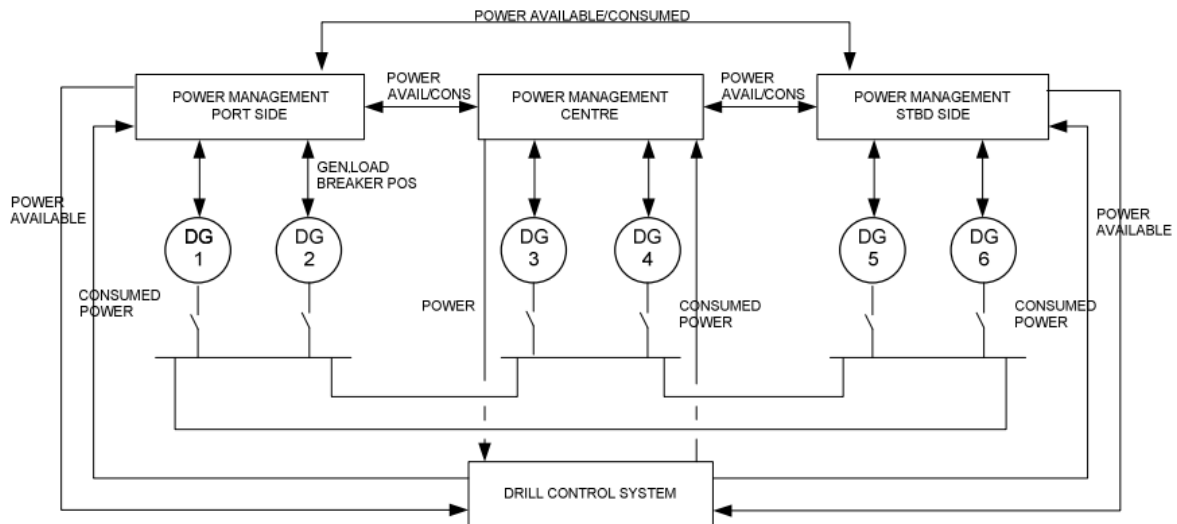 POWER AVAILABLE/CONSUMED
POWER MANAGEMENT
PORT SIDE
POWER
AVAIL/CONS
POWER MANAGEMENT
CENTRE
POWER
AVAIL/CONS
POWER MANAGEMENT
STBD SIDE
GEN,LOAD
BREAKER POS
POWER
AVAILABLE
POWER
AVAILABLE
DG
1
DG
2
DG
3
DG
4
DG
5
DG
6
CONSUMED
POWER
POWER
CONSUMED
POWER
CONSUMED
POWER
DRILL CONTROL SYSTEM